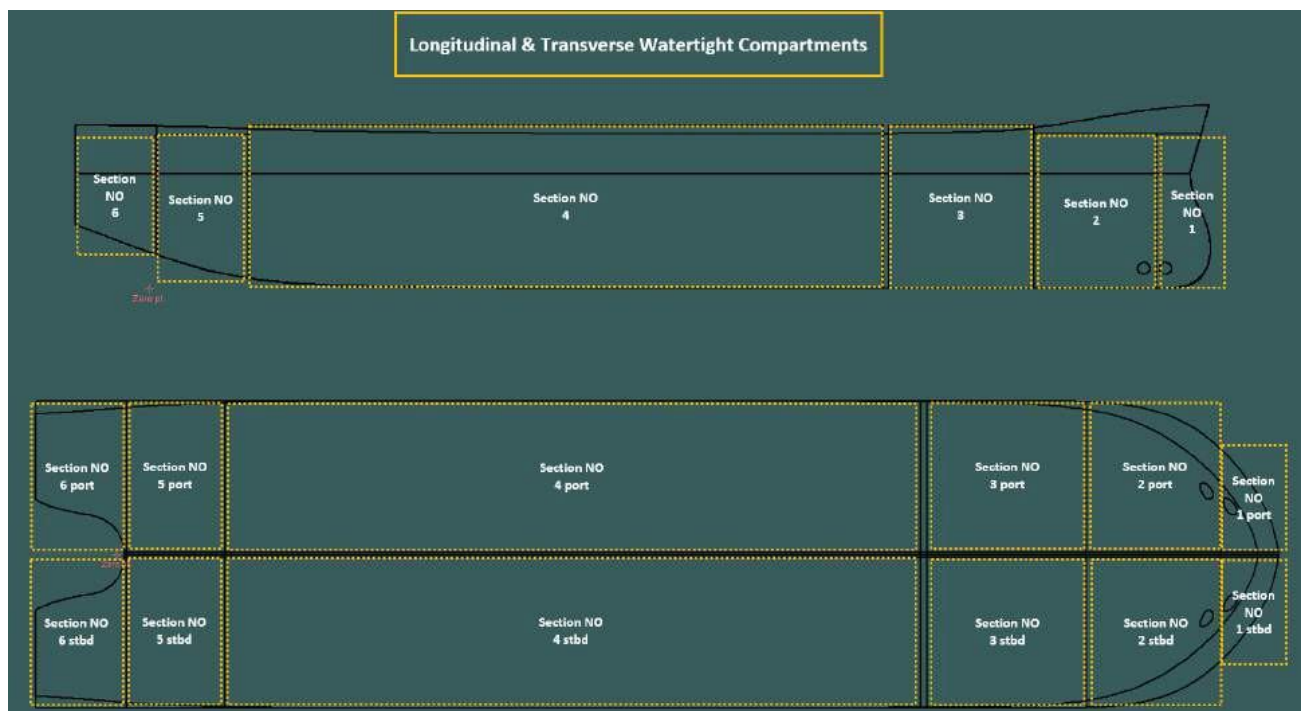 Longitudinal & Transverse Watertight Compartments
Section
NO
6
Section NO
5
Section NO
4
Section NO
3
Section NO
2
Section
NO
1
Zero pt.
Section NO
6 port
Section NO
5 port
Section NO
4 port
Section NO
3 port
Section NO
2 port
Section
NO
1 port
Section NO
6 stbd
Section NO
5 stbd
Section NO
4 stbd
Section NO
3 stbd
Section NO
2 stbd
Section
NO
1 stbd